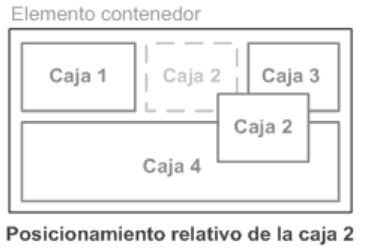 Elemento contenedor
Caja 1
Caja 2
Caja 3
Caja 2
Caja 4
Posicionamiento relativo de la caja 2